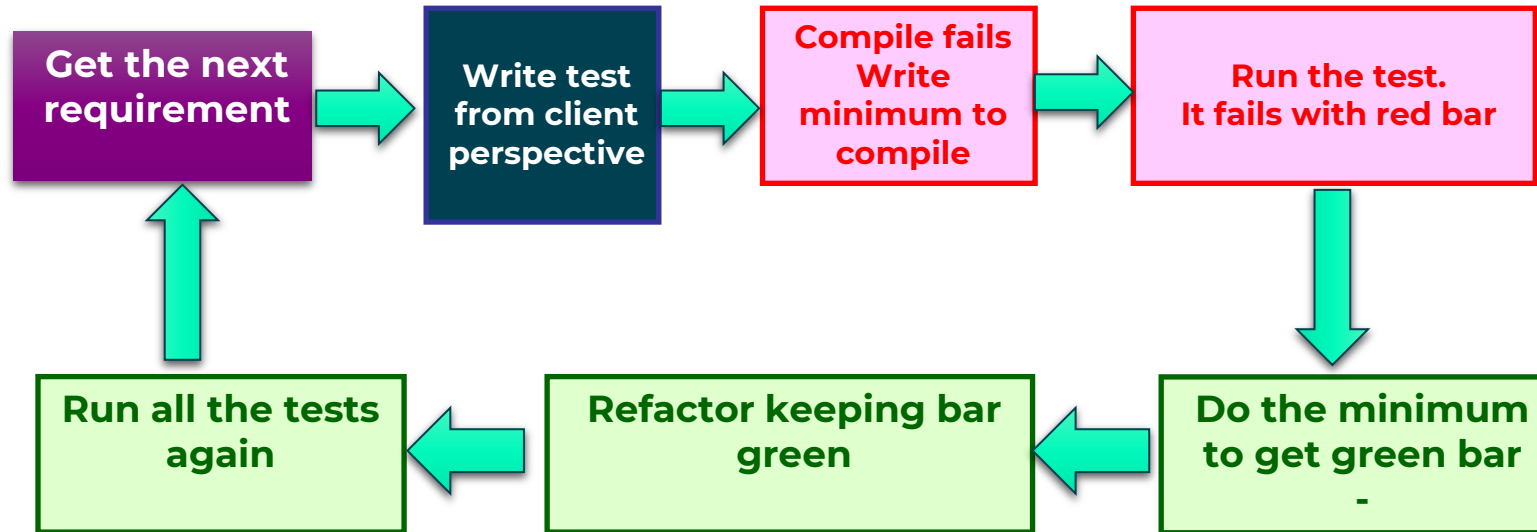 Get the next
requirement
Write test
from client
perspective
Compile fails
Write
minimum to
compile
Run the test.
It fails with red bar
Do the minimum
to get green bar
-
Refactor keeping bar
green
Run all the tests
again